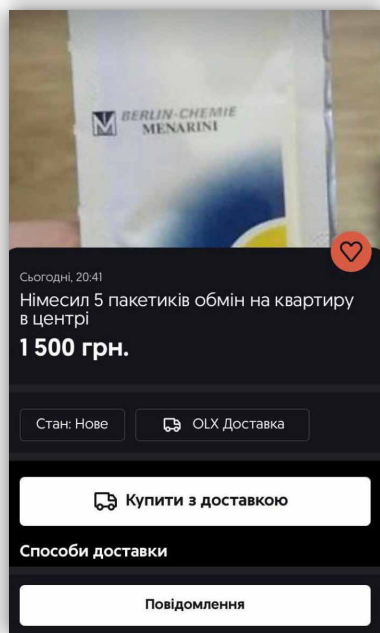 BERLIN-CHEMIE
MENARINI
Сьогодні, 20:41
Німесил 5 пакетиків обмін на квартиру
в центрі
1 500 грн.
Стан: Нове
OLX Доставка
Купити з доставкою
Способи доставки
Повідомлення